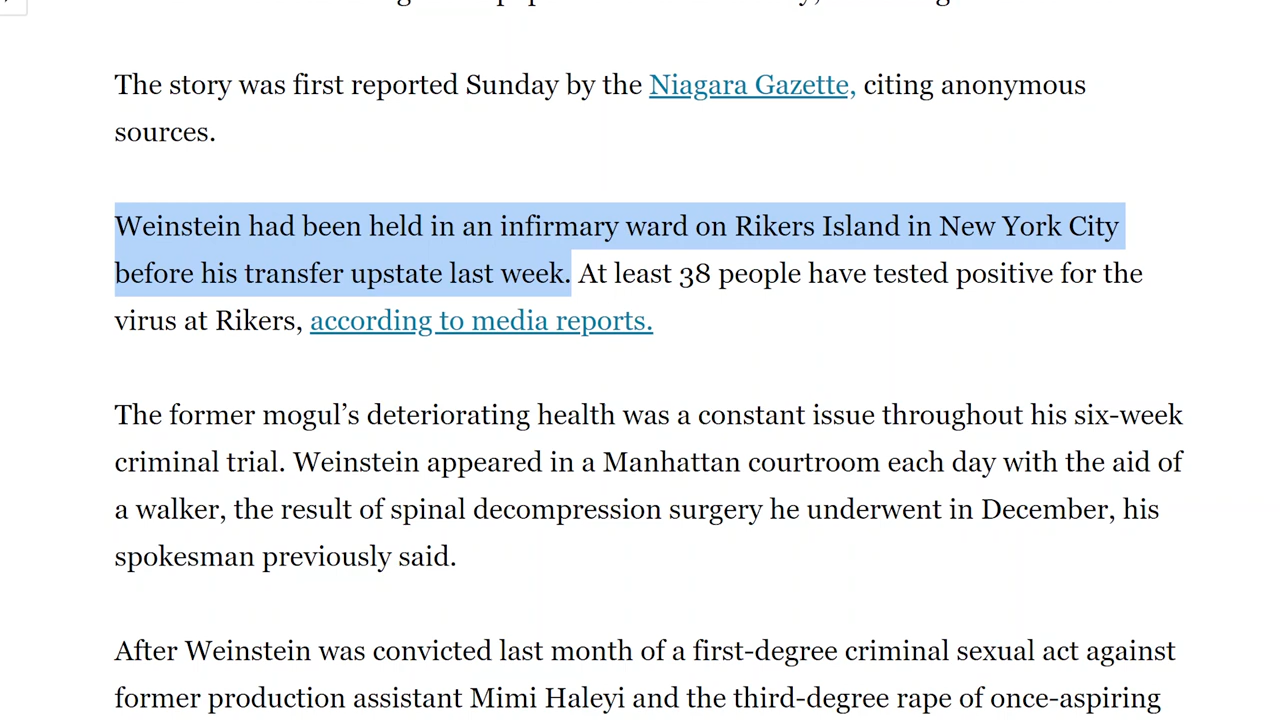 The story was first reported Sunday by the Niagara Gazette, citing anonymous
sources.
Weinstein had been held in an infirmary ward on Rikers Island in New York City
before his transfer upstate last week. At least 38 people have tested positive for the
virus at Rikers, according to media reports.
The former mogul’s deteriorating health was a constant issue throughout his six-week
criminal trial. Weinstein appeared in a Manhattan courtroom each day with the aid of
a walker, the result of spinal decompression surgery he underwent in December, his
spokesman previously said.
After Weinstein was convicted last month of a first-degree criminal sexual act against
former production assistant Mimi Haleyi and the third-degree rape of once-aspiring